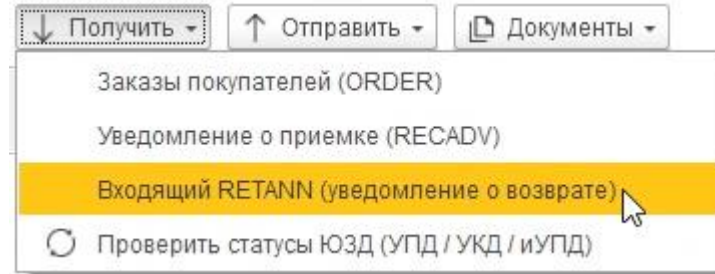 Получить Отправить Документы
Заказы покупателей (ORDER)
Уведомление о приемке (RECADV)
Входящий RETANN (уведомление о возврате)
Проверить статусы ЮЗД (УПД / УКД / иУПД)